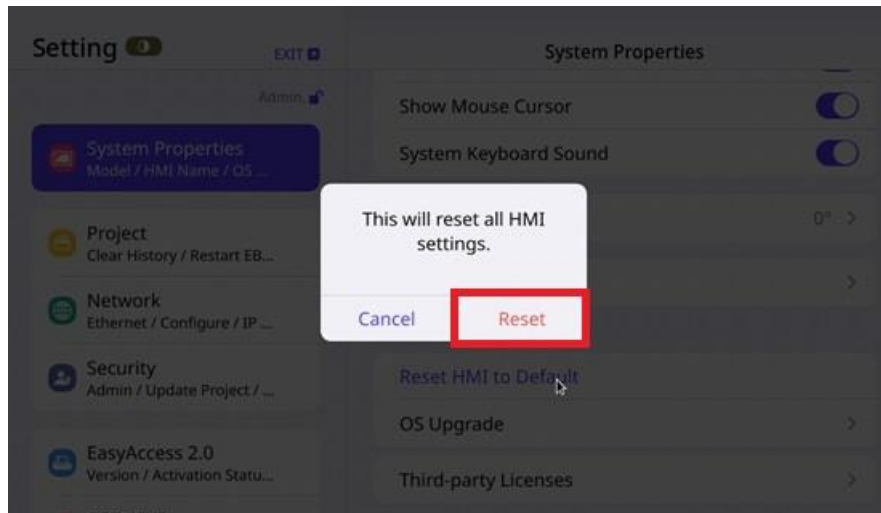 Setting
EXIT
System Properties
Admin.
Show Mouse Cursor
System Properties
Model / HMI Name / OS ...
System Keyboard Sound
This will reset all HMI
settings.
0°
Project
Clear History / Restart EB...
Network
Ethernet / Configure / IP ...
Cancel
Reset
Security
Admin / Update Project / ...
Reset HMI to Default
OS Upgrade
EasyAccess 2.0
Version / Activation Statu...
Third-party Licenses